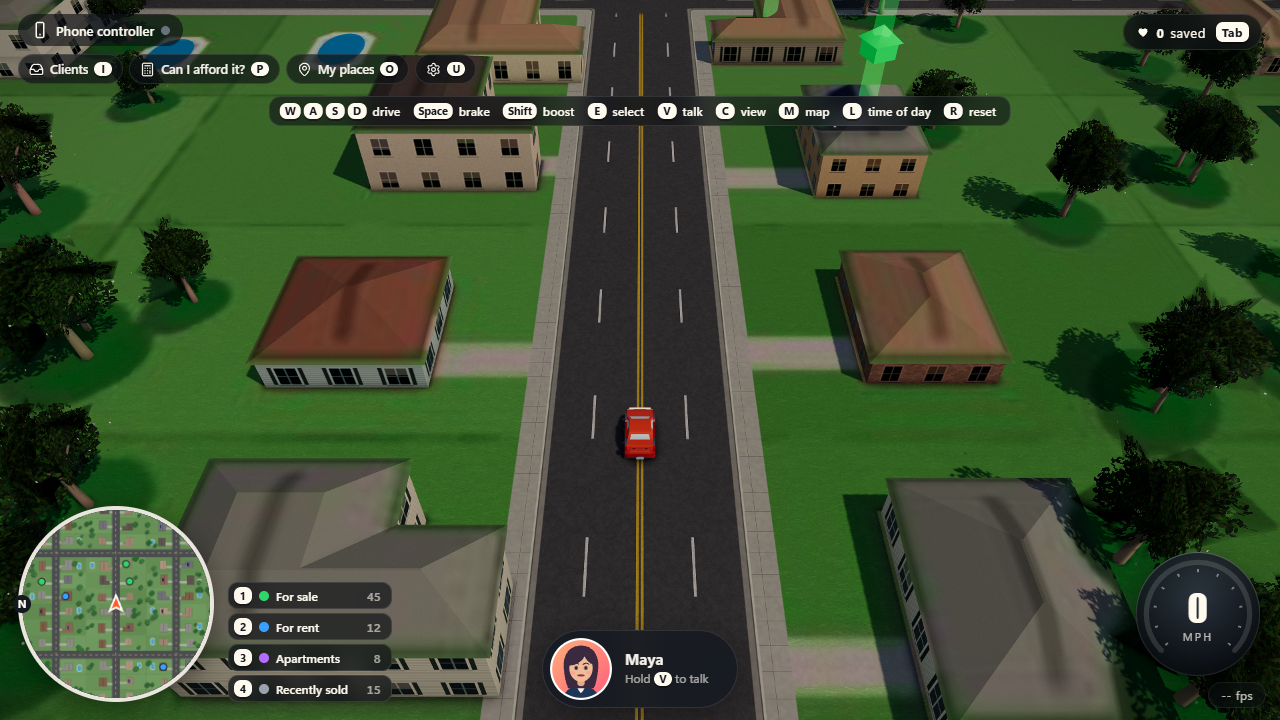 Phone controller
0 saved Tab
Clients I
Can I afford it? P
My places O
U
W A S D drive Space brake Shift boost E select V talk C view M map L time of day R reset
N
1 For sale 45
2 For rent 12
3 Apartments 8
4 Recently sold 15
Maya
Hold V to talk
0
MPH
-- fps